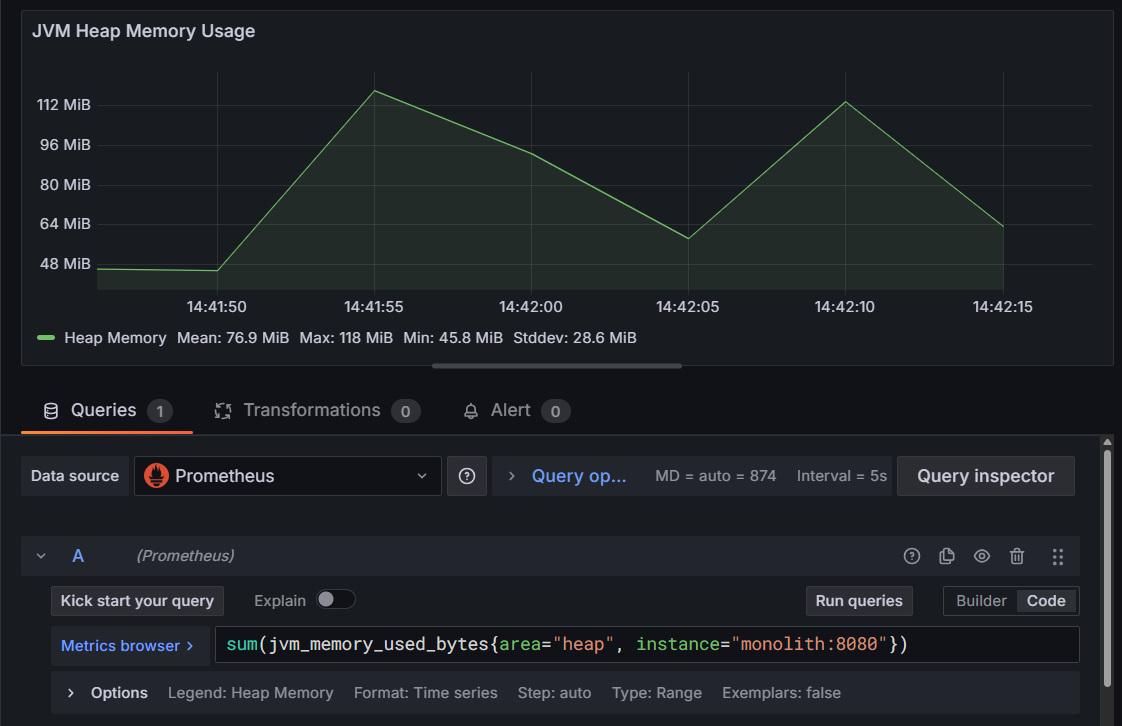 JVM Heap Memory Usage
112 MiB
96 MiB
80 MiB
64 MiB
48 MiB
14:41:50 14:41:55 14:42:00 14:42:05 14:42:10 14:42:15
Heap Memory Mean: 76.9 MiB Max: 118 MiB Min: 45.8 MiB Stddev: 28.6 MiB
Queries 1 Transformations 0 Alert 0
Data source Prometheus Query op... MD = auto = 874 Interval = 5s Query inspector
A (Prometheus)
Kick start your query Explain Run queries Builder Code
Metrics browser > sum(jvm_memory_used_bytes{area="heap", instance="monolith:8080"})
Options Legend: Heap Memory Format: Time series Step: auto Type: Range Exemplars: false